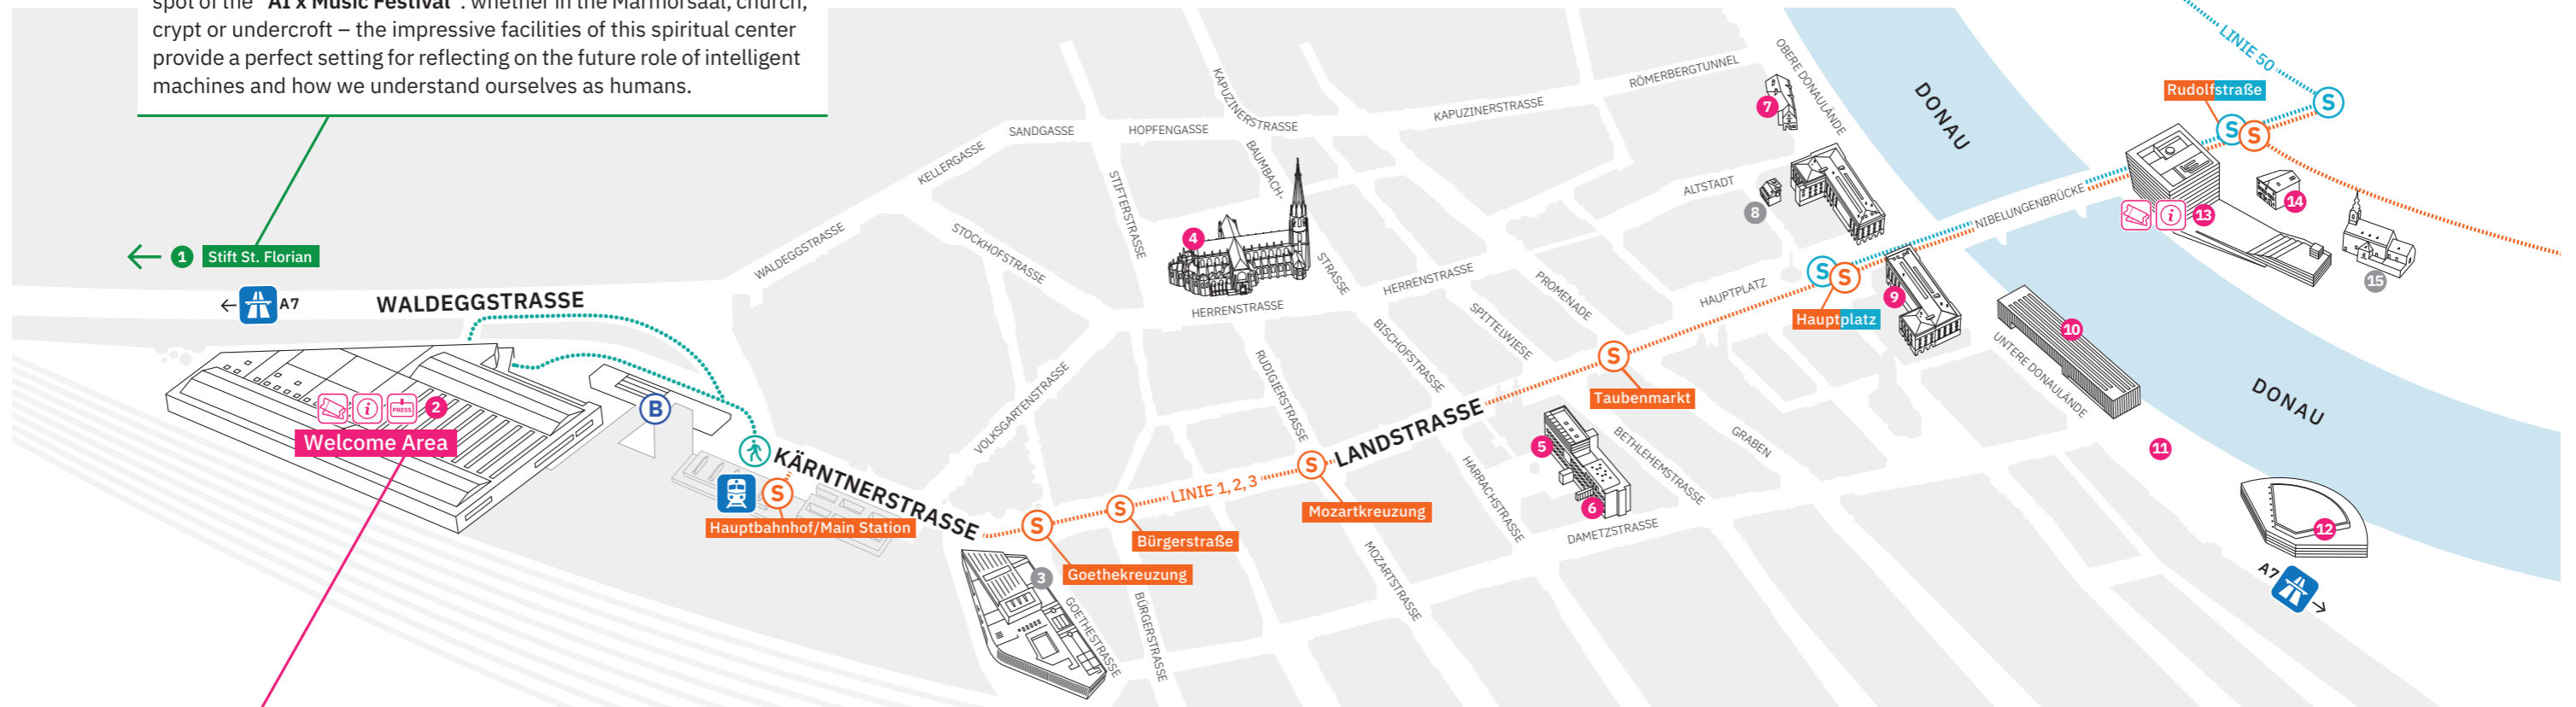 spot of the "AI x Music Festival". whether in the Marmorsaal, church,
crypt or undercroft – the impressive facilities of this spiritual center
provide a perfect setting for reflecting on the future role of intelligent
machines and how we understand ourselves as humans.
1 Stift St. Florian
A7
WALDEGGSTRASSE
WALDEGGSTRASSE
KELLERGASSE
SANDGASSE
HOPFENGASSE
KAPUZINERSTRASSE
KAPUZINERSTRASSE
RÖMERBERGTUNNEL
OBERE DONAULÄNDE
DONAU
LINIE 50
S
Rudolfstraße
S S
STIFTERSTRASSE
BAUMBACH-
STRASSE
STOCKHOFSTRASSE
4
7
ALTSTADT
8
NIBELUNGENBRÜCKE
i 13
14
15
HERRENSTRASSE
HERRENSTRASSE
PROMENADE
SPITTELWIESE
BISCHOFSTRASSE
RUDIGIERSTRASSE
VOLKSGARTENSTRASSE
HAUPTPLATZ
S S
Hauptplatz
9
10
UNTERE DONAULÄNDE
DONAU
11
12
A7
S
Taubenmarkt
i PRESS 2
Welcome Area
B
KÄRNTNERSTRASSE
S
Hauptbahnhof/Main Station
LANDSTRASSE
LINIE 1, 2, 3
S
Mozartkreuzung
S
Bürgerstraße
S
Goethekreuzung
3
GOETHESTRASSE
BÜRGERSTRASSE
MOZARTSTRASSE
HARRACHSTRASSE
5
6
BETHLEHEMSTRASSE
GRABEN
DAMETZSTRASSE